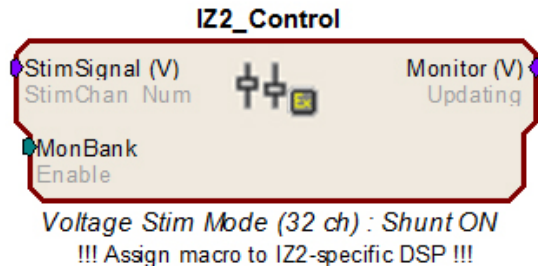 IZ2_Control
StimSignal (V)
Monitor (V)
StimChan Num
Updating
MonBank
Enable
Voltage Stim Mode (32 ch) : Shunt ON
!!! Assign macro to IZ2-specific DSP !!!